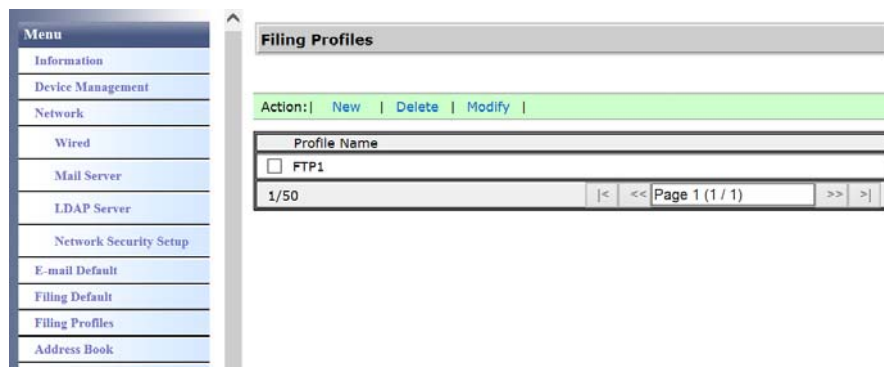 Menu
Information
Device Management
Network
Wired
Mail Server
LDAP Server
Network Security Setup
E-mail Default
Filing Default
Filing Profiles
Address Book
Filing Profiles
Action:| New | Delete | Modify |
Profile Name
FTP1
1/50 |< << Page 1 (1 / 1) >> >|